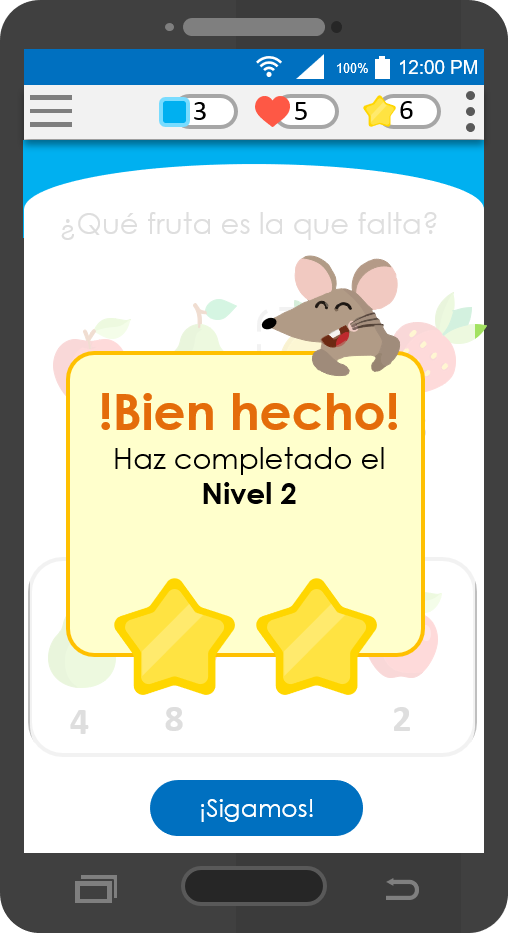 100% 12:00 PM
3 5 6
¿Qué fruta es la que falta?
!Bien hecho!
Haz completado el
Nivel 2
4 8 2
¡Sigamos!